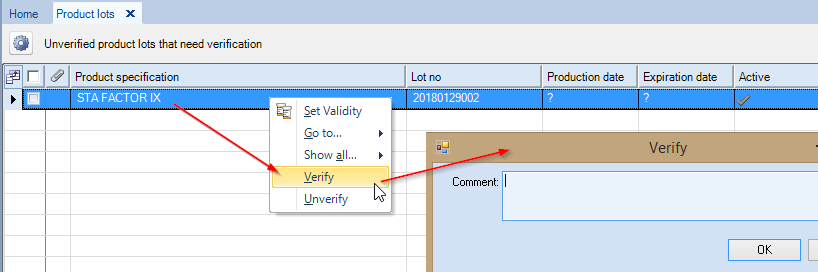 Home Product lots
Unverified product lots that need verification
Product specification Lot no Production date Expiration date Active
STA FACTOR IX 20180129002 ? ?
Set Validity
Go to...
Show all...
Verify
Unverify
Verify
Comment:
OK